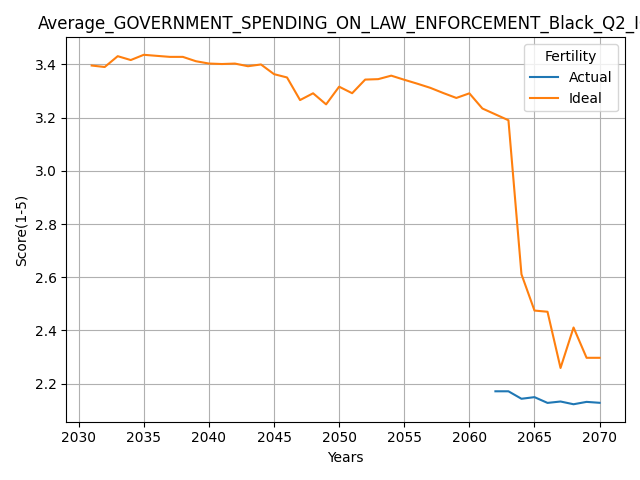 Average_GOVERNMENT_SPENDING_ON_LAW_ENFORCEMENT_Black_Q2_I
Fertility
Actual
Ideal
Score(1-5)
3.4
3.2
3.0
2.8
2.6
2.4
2.2
2030 2035 2040 2045 2050 2055 2060 2065 2070
Years